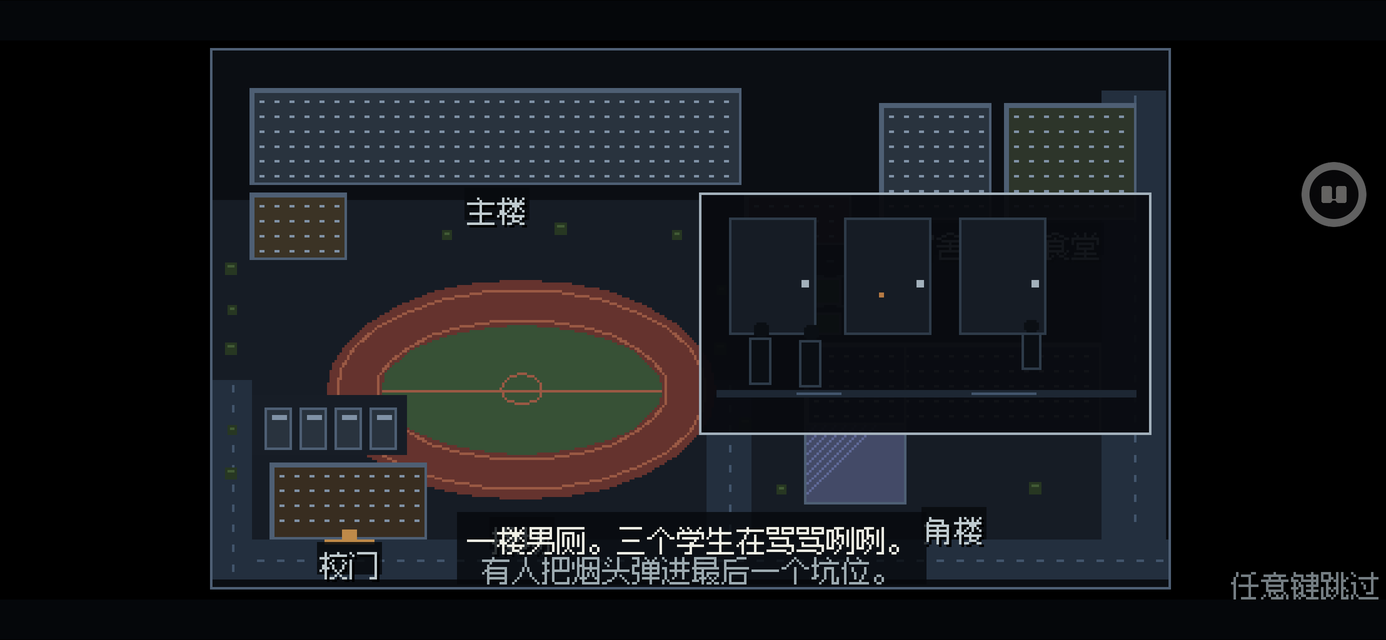 主楼
舍
食堂
角楼
校门
一楼男厕。三个学生在骂骂咧咧。
有人把烟头弹进最后一个坑位。
任意键跳过